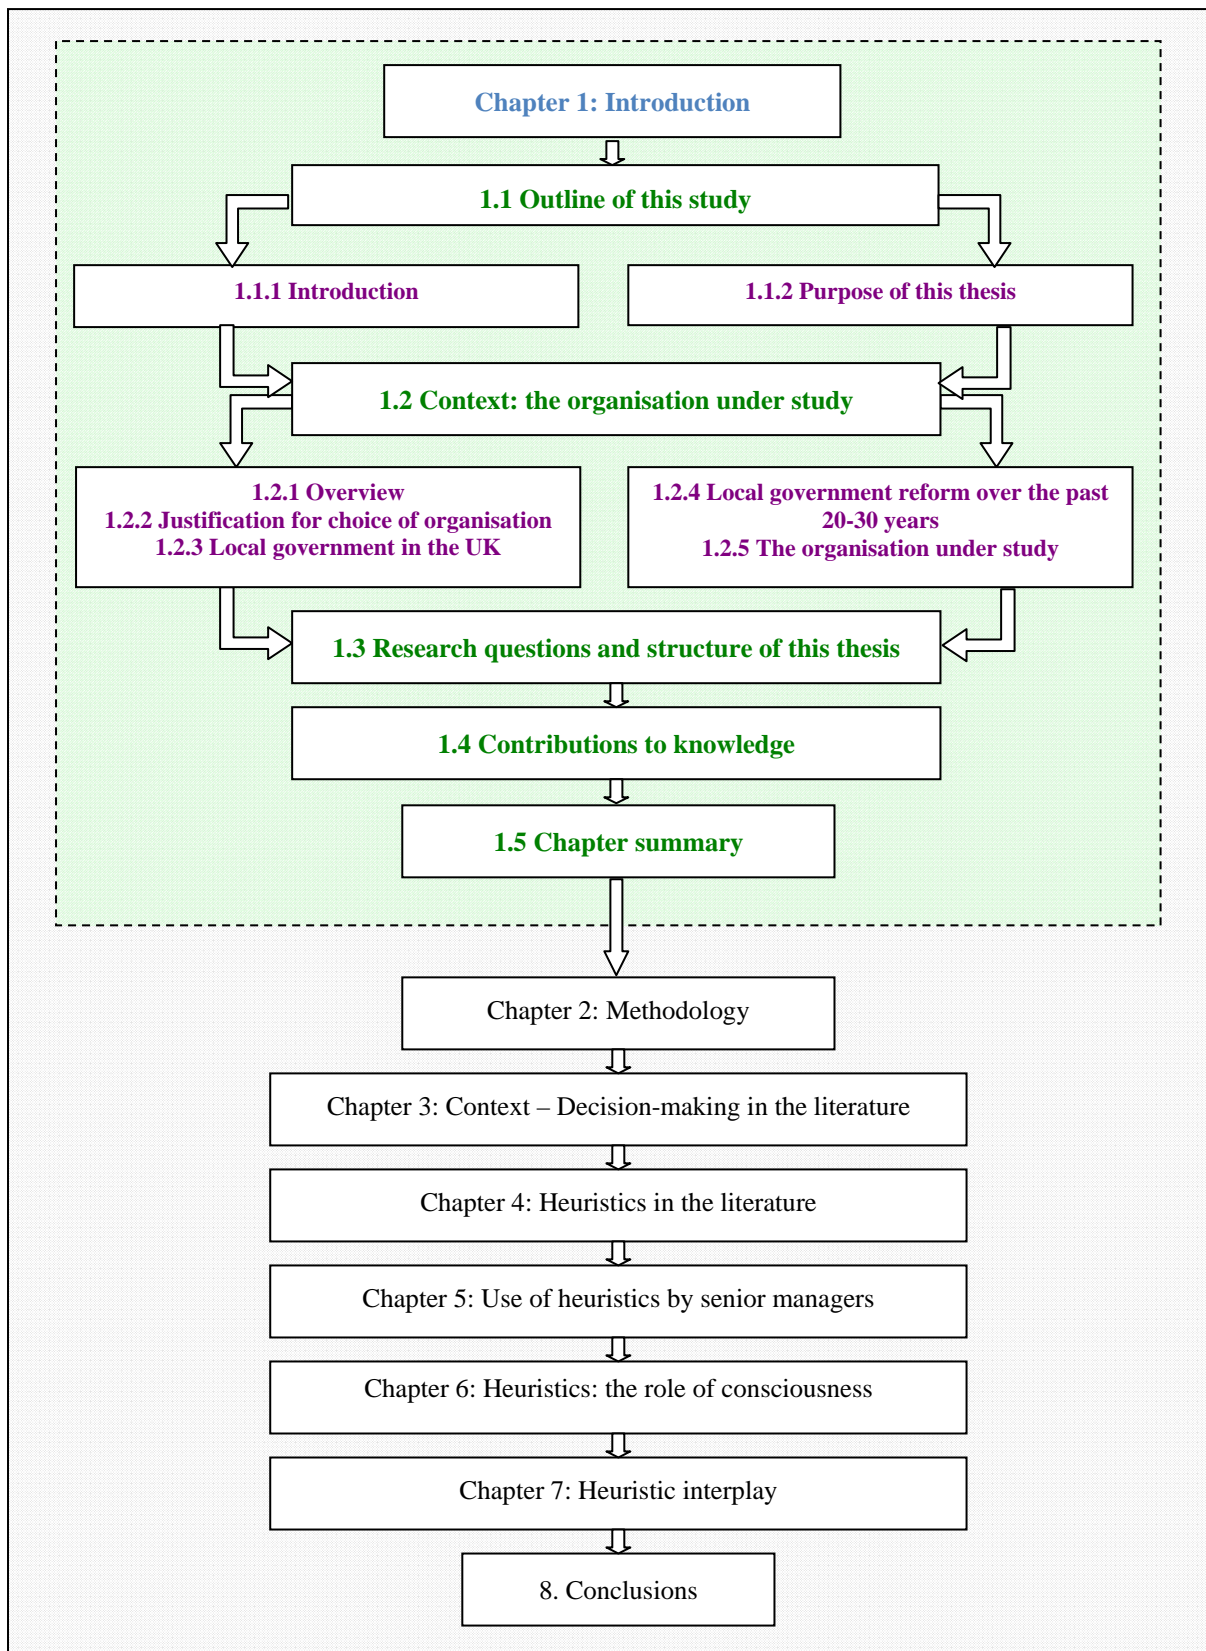 Chapter 1: Introduction
1.1 Outline of this study
1.1.1 Introduction
1.1.2 Purpose of this thesis
1.2 Context: the organisation under study
1.2.1 Overview
1.2.2 Justification for choice of organisation
1.2.3 Local government in the UK
1.2.4 Local government reform over the past
20-30 years
1.2.5 The organisation under study
1.3 Research questions and structure of this thesis
1.4 Contributions to knowledge
1.5 Chapter summary
Chapter 2: Methodology
Chapter 3: Context – Decision-making in the literature
Chapter 4: Heuristics in the literature
Chapter 5: Use of heuristics by senior managers
Chapter 6: Heuristics: the role of consciousness
Chapter 7: Heuristic interplay
8. Conclusions